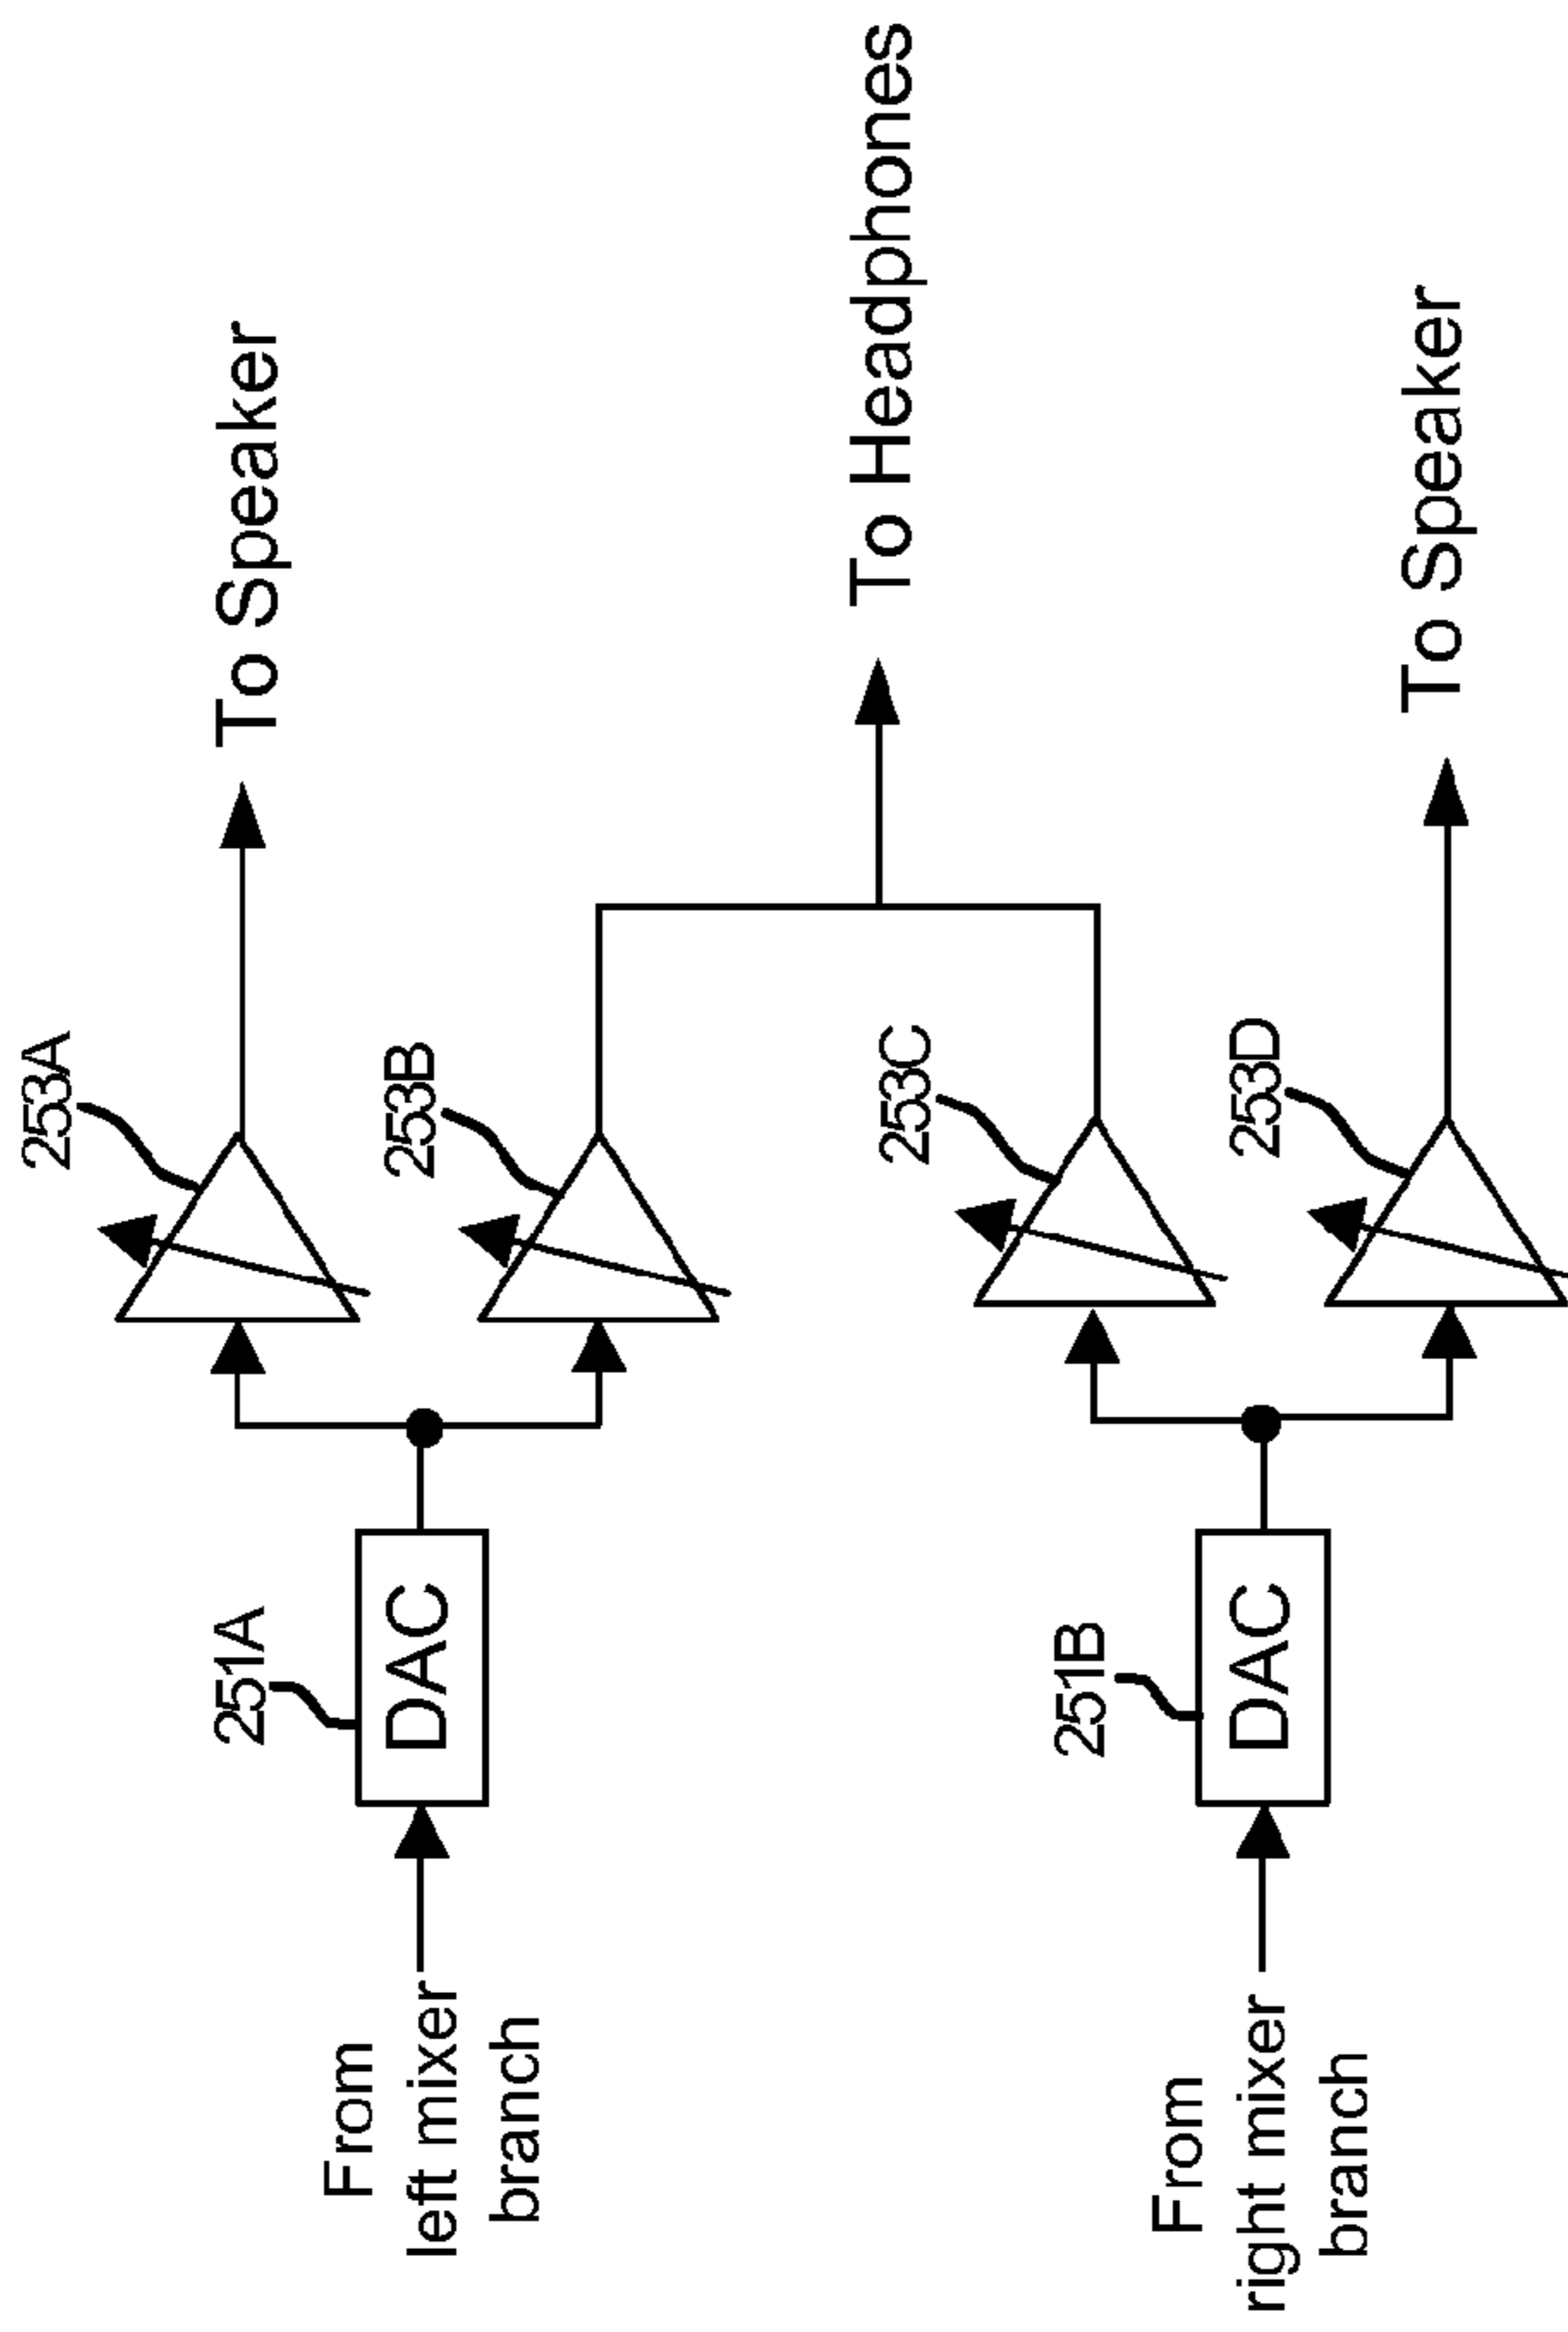 253A
To Speaker
251A
From
left mixer
branch
DAC
253B
To Headphones
253C
251B
From
right mixer
branch
DAC
253D
To Speaker